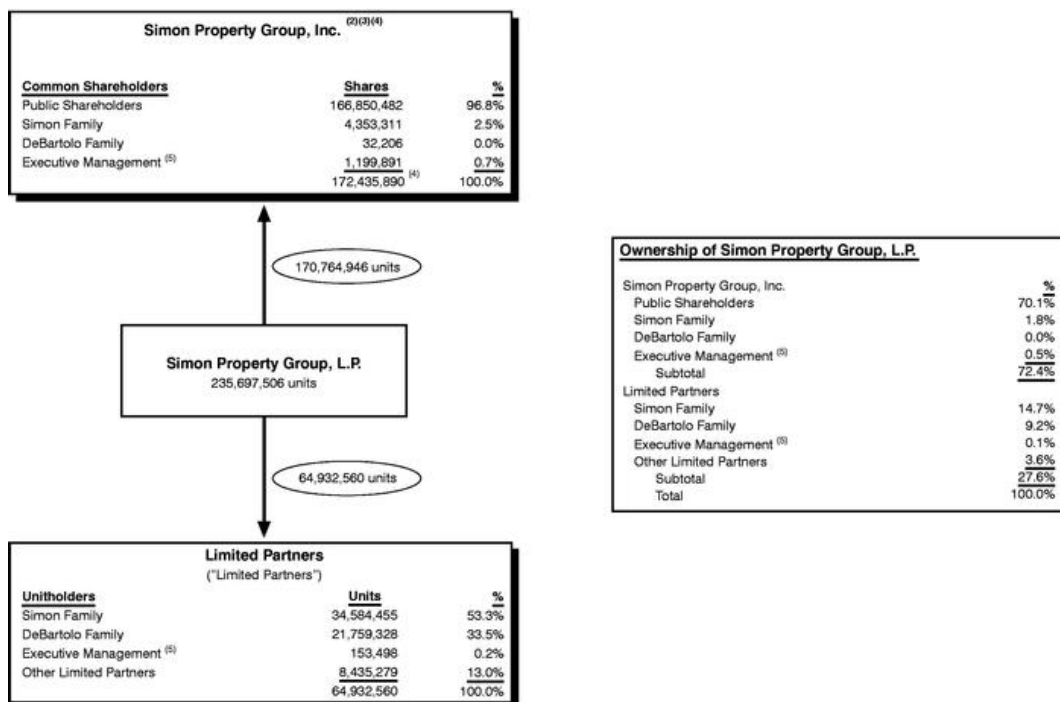 Simon Property Group, Inc. (2)(3)(4)
Common Shareholders Shares %
Public Shareholders 166,850,482 96.8%
Simon Family 4,353,311 2.5%
DeBartolo Family 32,206 0.0%
Executive Management (5) 1,199,891 0.7%
172,435,890 (4) 100.0%
170,764,946 units
Simon Property Group, L.P.
235,697,506 units
64,932,560 units
Limited Partners
("Limited Partners")
Unitholders Units %
Simon Family 34,584,455 53.3%
DeBartolo Family 21,759,328 33.5%
Executive Management (5) 153,498 0.2%
Other Limited Partners 8,435,279 13.0%
64,932,560 100.0%
Ownership of Simon Property Group, L.P.
Simon Property Group, Inc. %
Public Shareholders 70.1%
Simon Family 1.8%
DeBartolo Family 0.0%
Executive Management (5) 0.5%
Subtotal 72.4%
Limited Partners
Simon Family 14.7%
DeBartolo Family 9.2%
Executive Management (5) 0.1%
Other Limited Partners 3.6%
Subtotal 27.6%
Total 100.0%